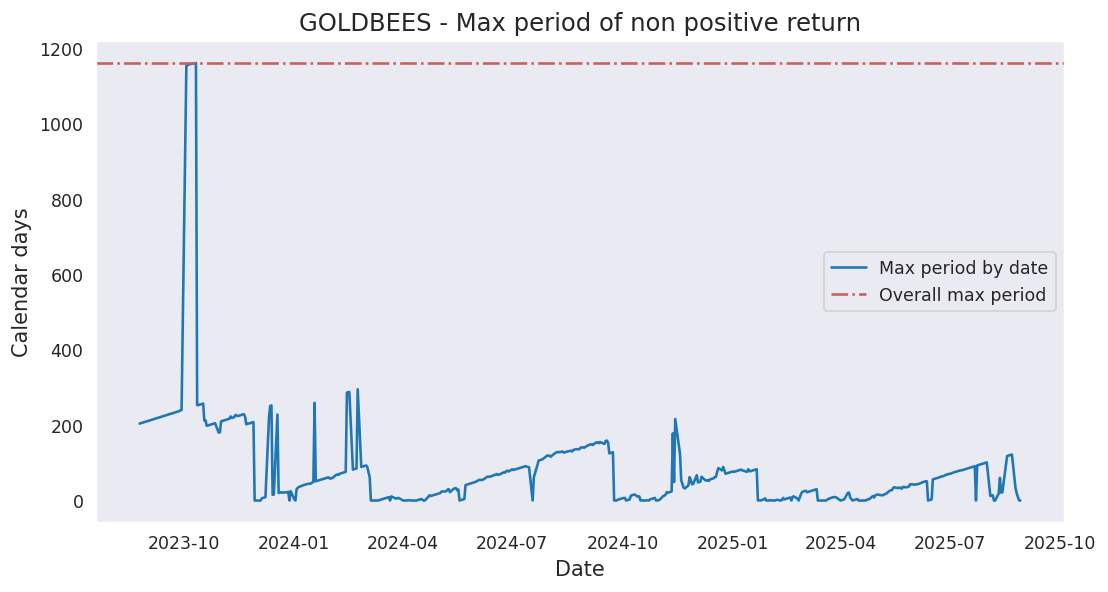 GOLDBEES - Max period of non positive return
1200
1000
800
600
400
200
0
Calendar days
Max period by date
Overall max period
2023-10 2024-01 2024-04 2024-07 2024-10 2025-01 2025-04 2025-07 2025-10
Date